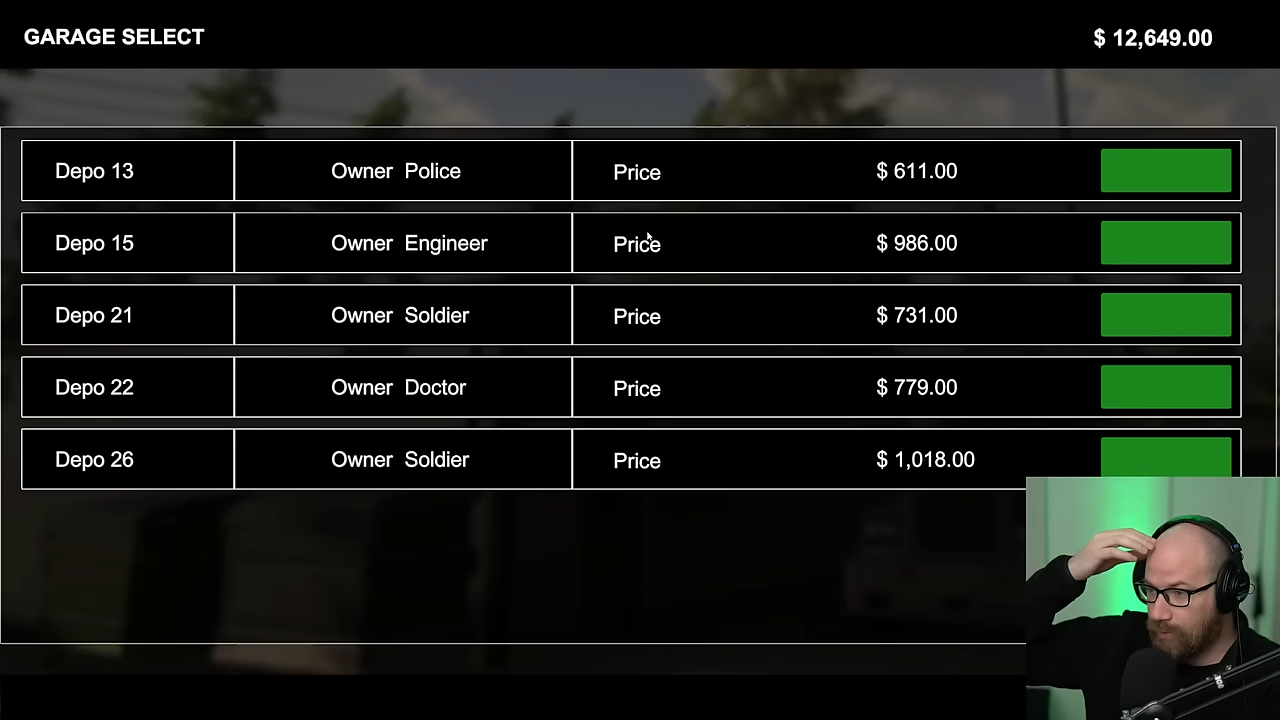 GARAGE SELECT $ 12,649.00
Depo 13 Owner Police Price $ 611.00
Depo 15 Owner Engineer Price $ 986.00
Depo 21 Owner Soldier Price $ 731.00
Depo 22 Owner Doctor Price $ 779.00
Depo 26 Owner Soldier Price $ 1,018.00